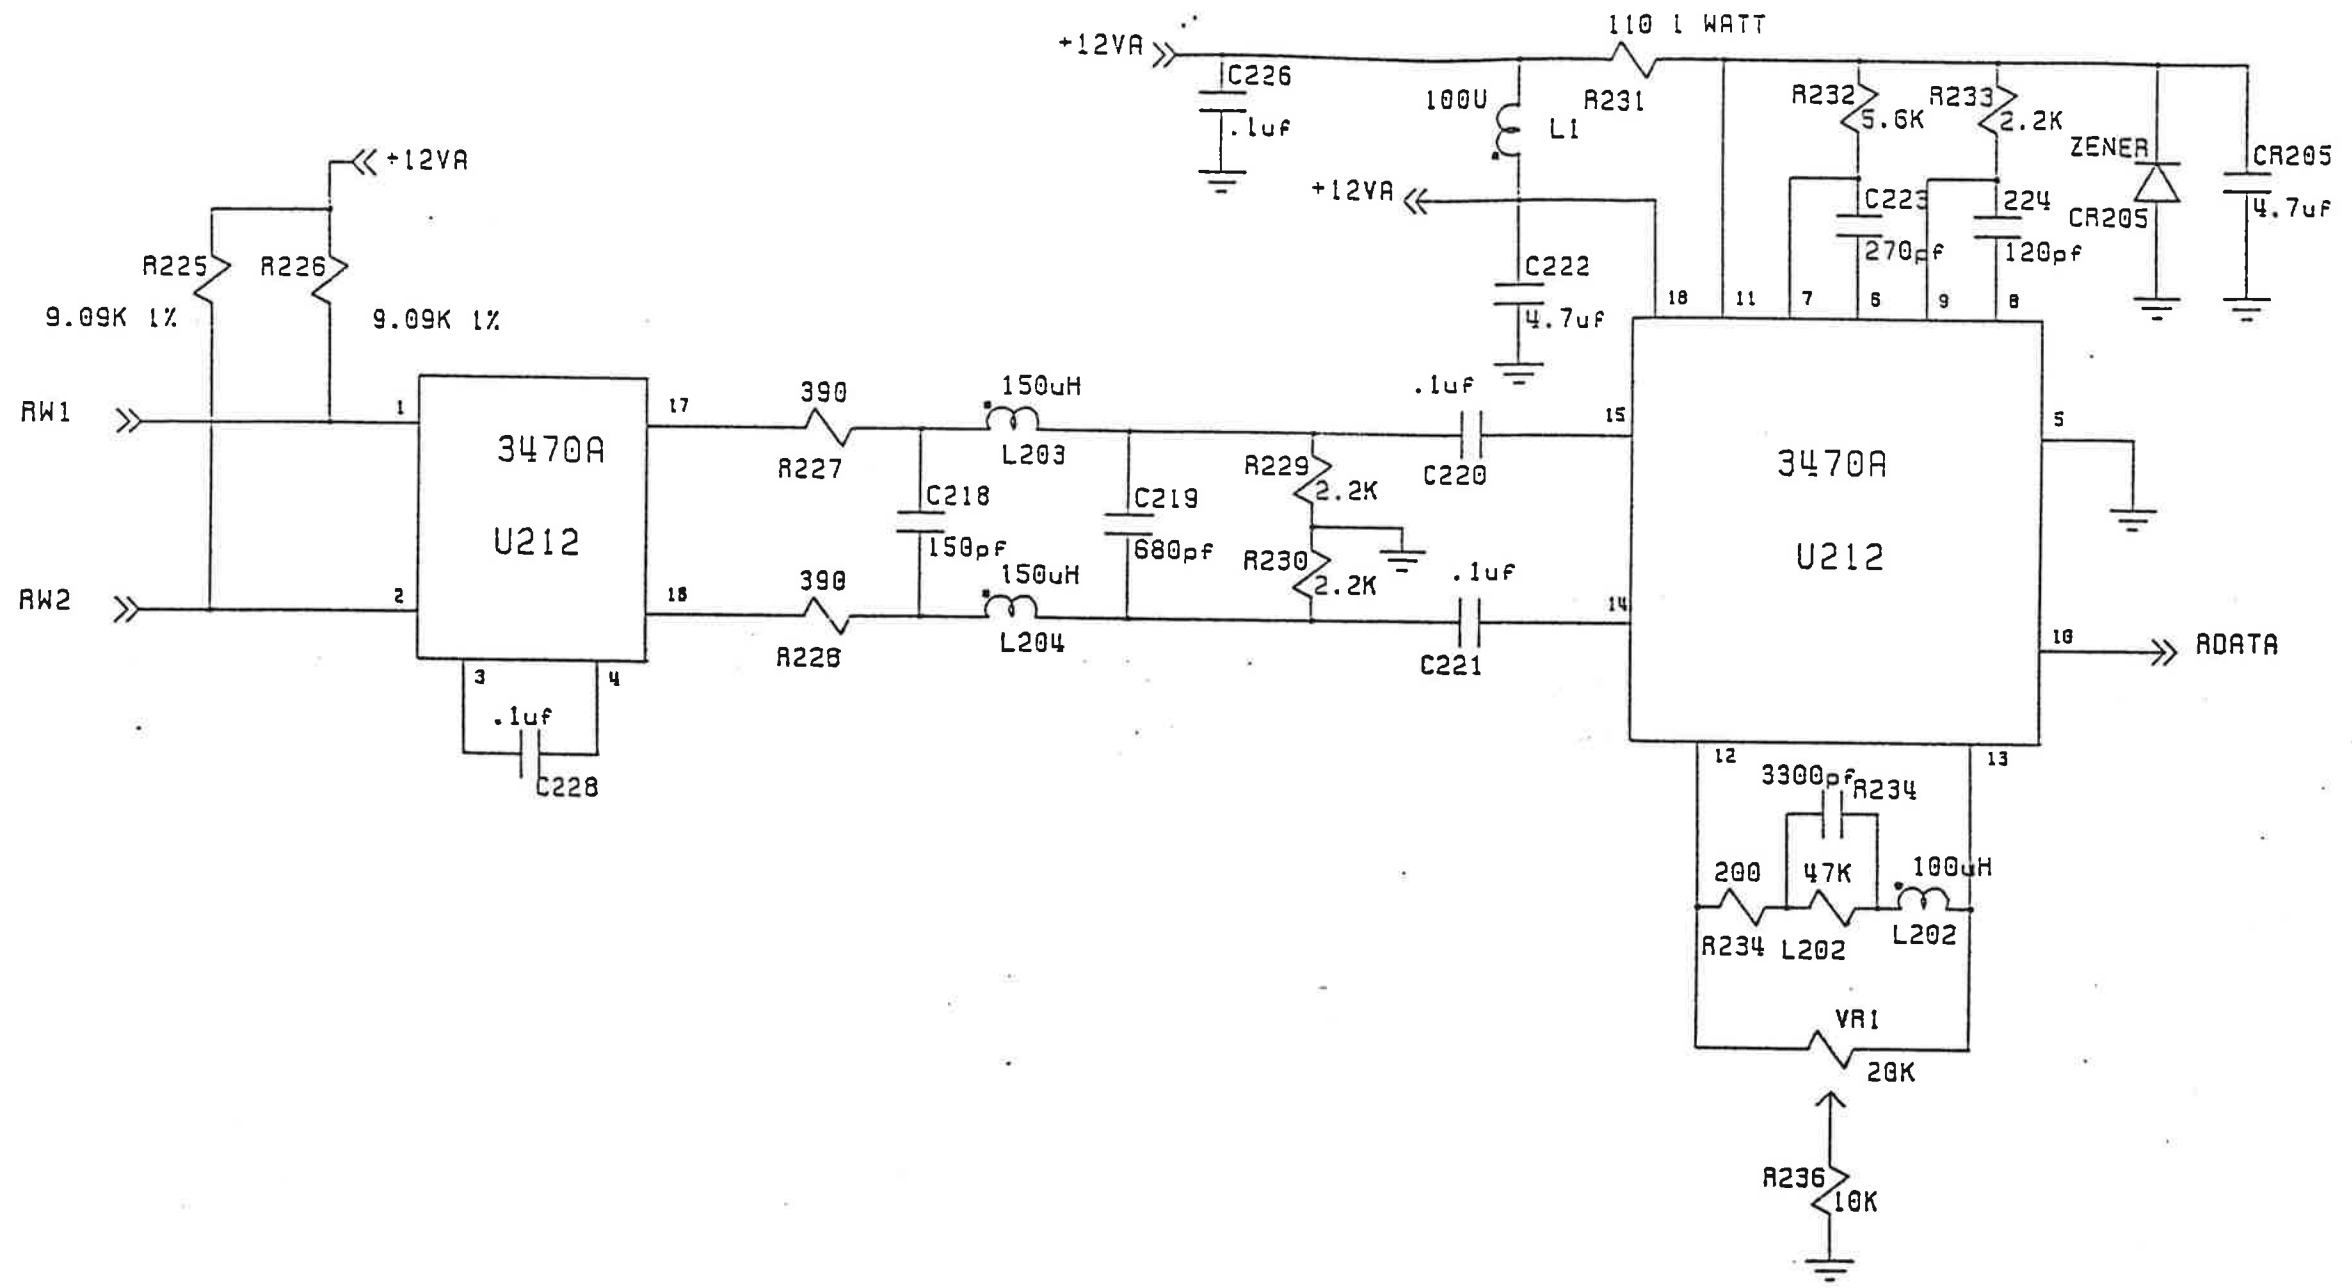 110 1 WATT
+12VA
C226
.1uf
100U
L1
R231
R232
5.6K
R233
2.2K
ZENER
CR205
CR205
4.7uf
+12VA
+12VA
C223
270pf
224
120pf
C222
4.7uf
18
11
7
6
9
8
R225
R226
9.09K 1%
9.09K 1%
RW1
1
17
390
R227
150uH
L203
.1uf
C220
15
5
3470A
U212
C218
150pf
C219
680pf
R229
2.2K
R230
2.2K
3470A
U212
RW2
2
16
390
R228
150uH
L204
.1uf
C221
14
10
RDATA
3
4
.1uf
C228
12
13
3300pf
R234
200
47K
100uH
R234
L202
L202
VR1
20K
R236
10K